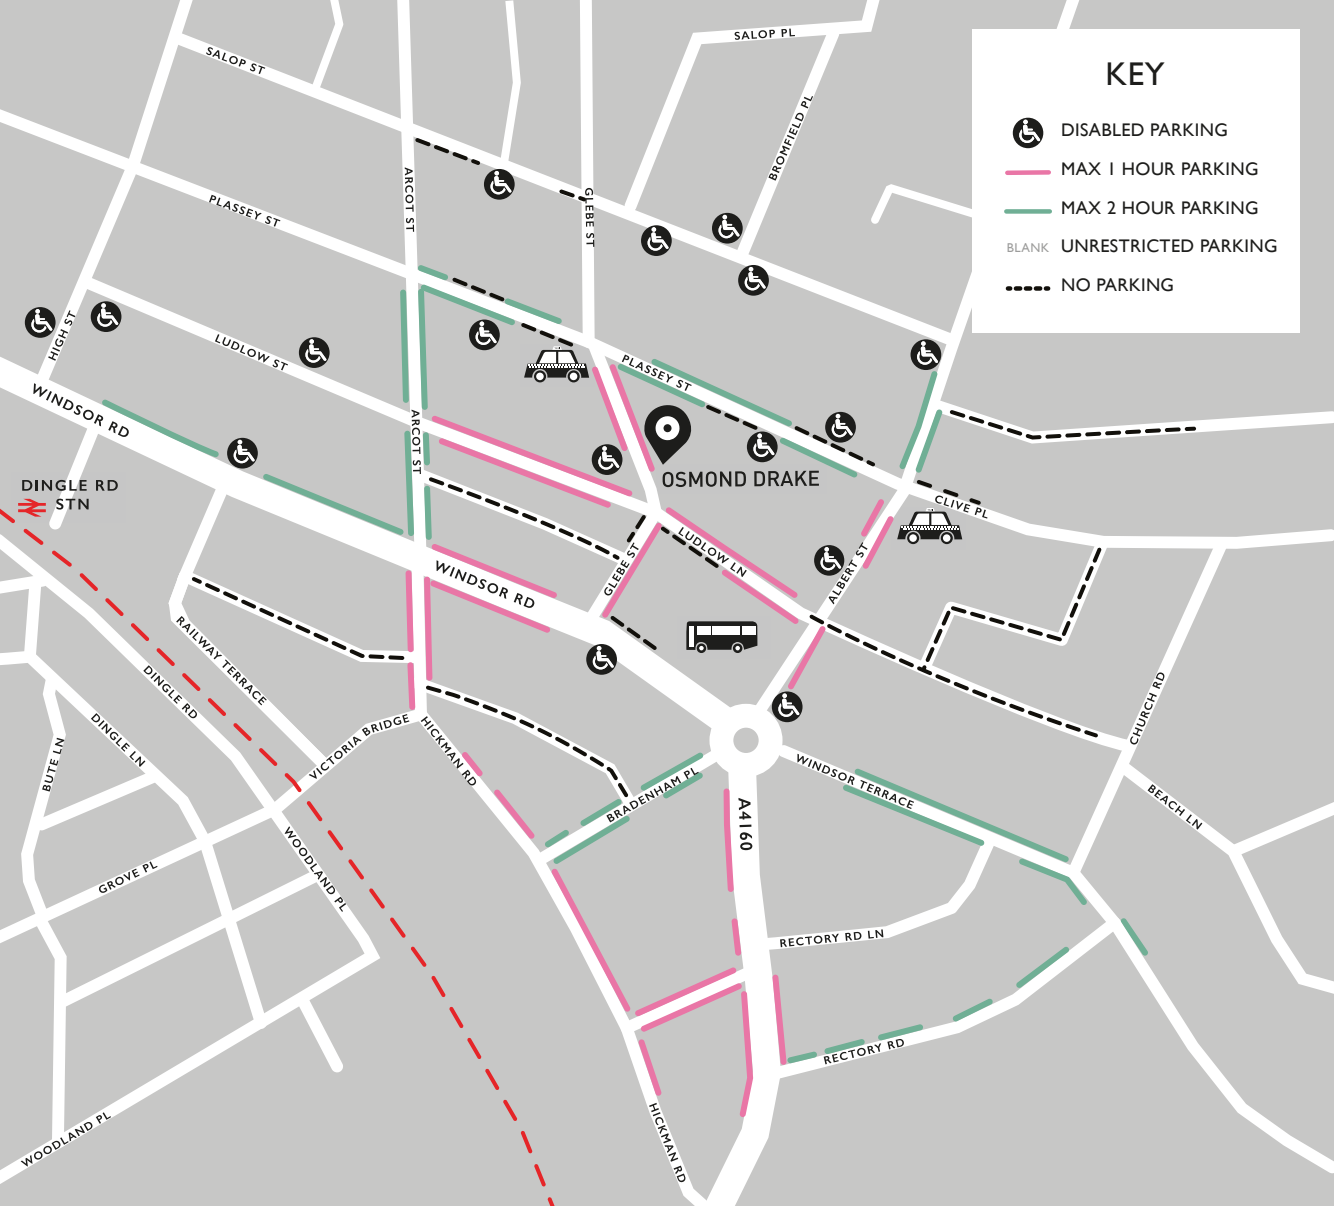 SALOP PL
SALOP ST
KEY
DISABLED PARKING
MAX 1 HOUR PARKING
MAX 2 HOUR PARKING
BLANK UNRESTRICTED PARKING
NO PARKING
BROMFIELD PL
ARCOT ST
GLEBE ST
PLASSEY ST
HIGH ST
LUDLOW ST
PLASSEY ST
WINDSOR RD
ARCOT ST
OSMOND DRAKE
DINGLE RD
STN
CLIVE PL
LUDLOW LN
GLEBE ST
ALBERT ST
WINDSOR RD
RAILWAY TERRACE
DINGLE RD
CHURCH RD
DINGLE LN
BUTE LN
VICTORIA BRIDGE
HICKMAN RD
BRADENHAM PL
WINDSOR TERRACE
A4160
BEACH LN
WOODLAND PL
GROVE PL
RECTORY RD LN
RECTORY RD
WOODLAND PL
HICKMAN RD